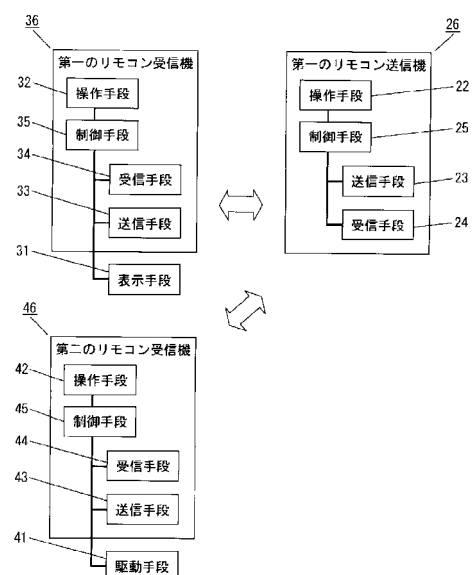 36
第一のリモコン受信機
32
操作手段
35
制御手段
34
受信手段
33
送信手段
31
表示手段
26
第一のリモコン送信機
操作手段
22
制御手段
25
送信手段
23
受信手段
24
46
第二のリモコン受信機
42
操作手段
45
制御手段
44
受信手段
43
送信手段
41
駆動手段